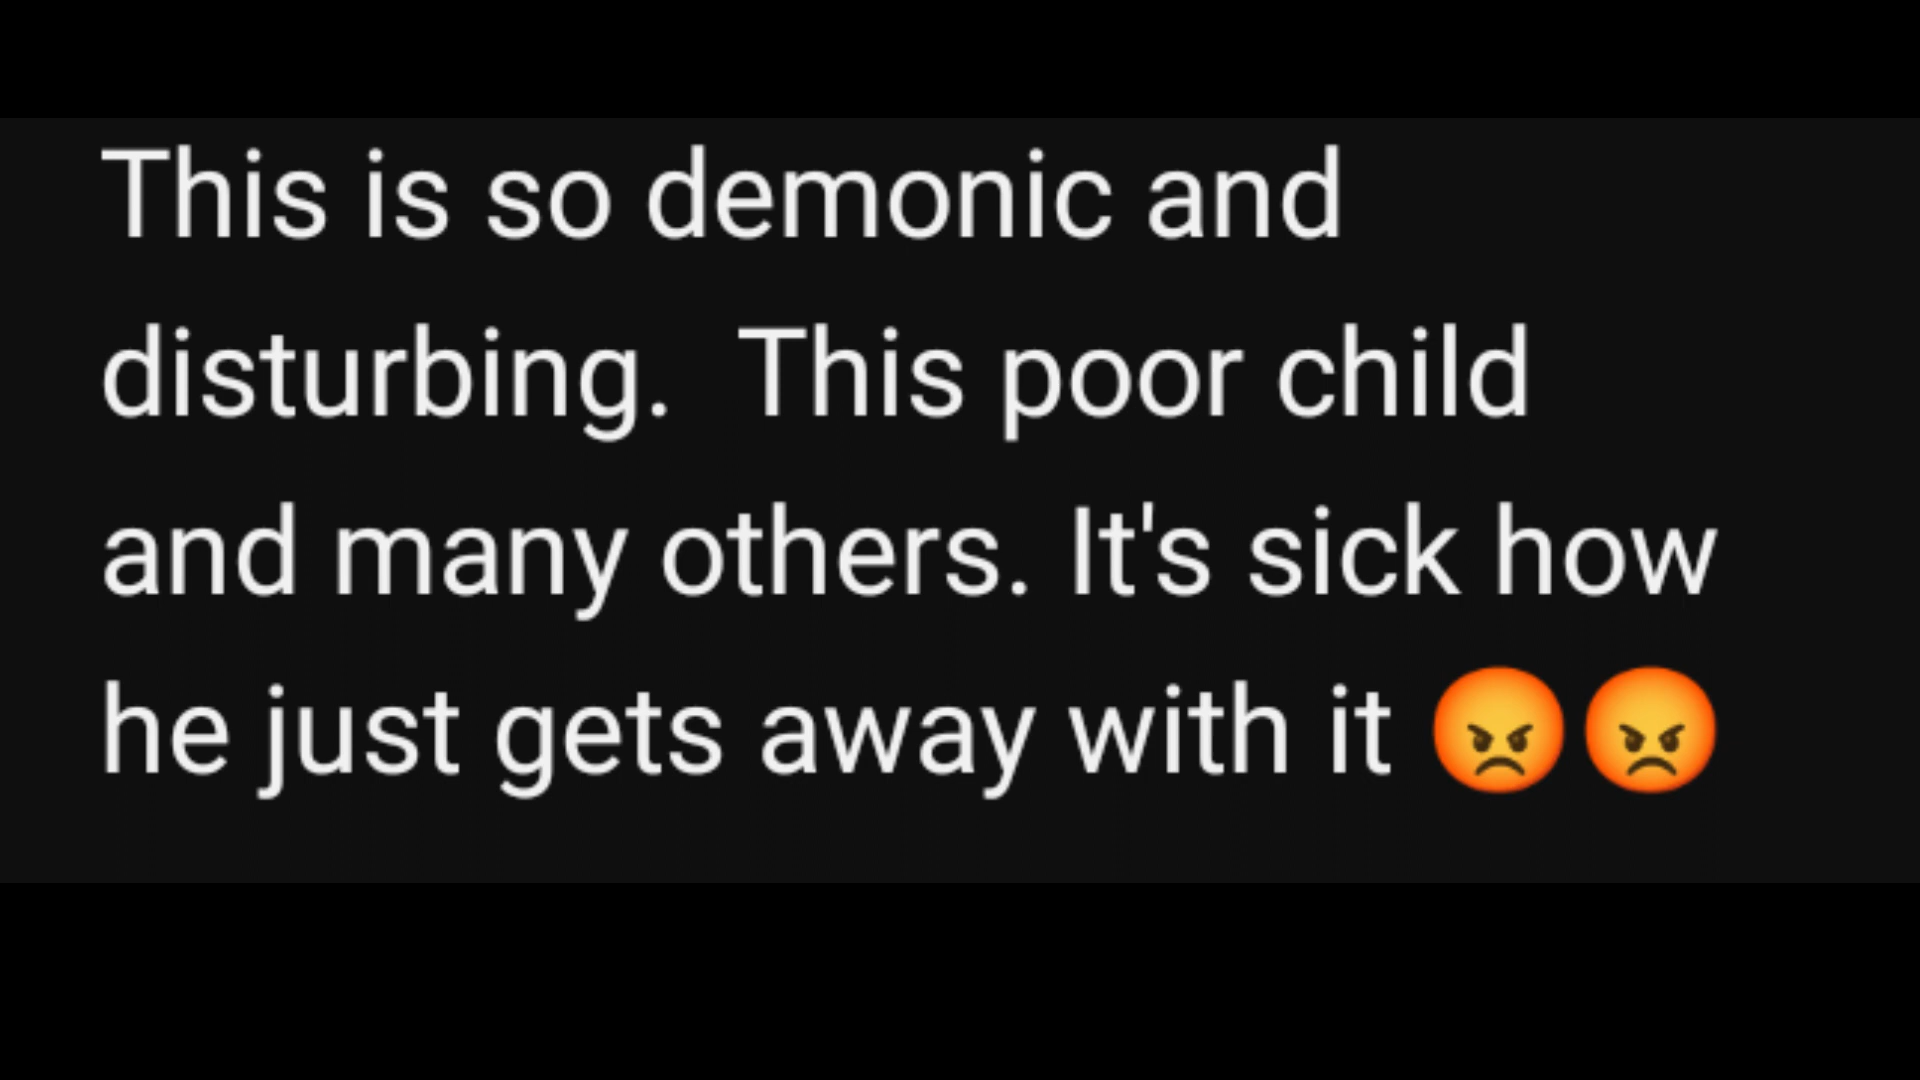 This is so demonic and
disturbing.  This poor child
and many others. It's sick how
he just gets away with it 😡😡